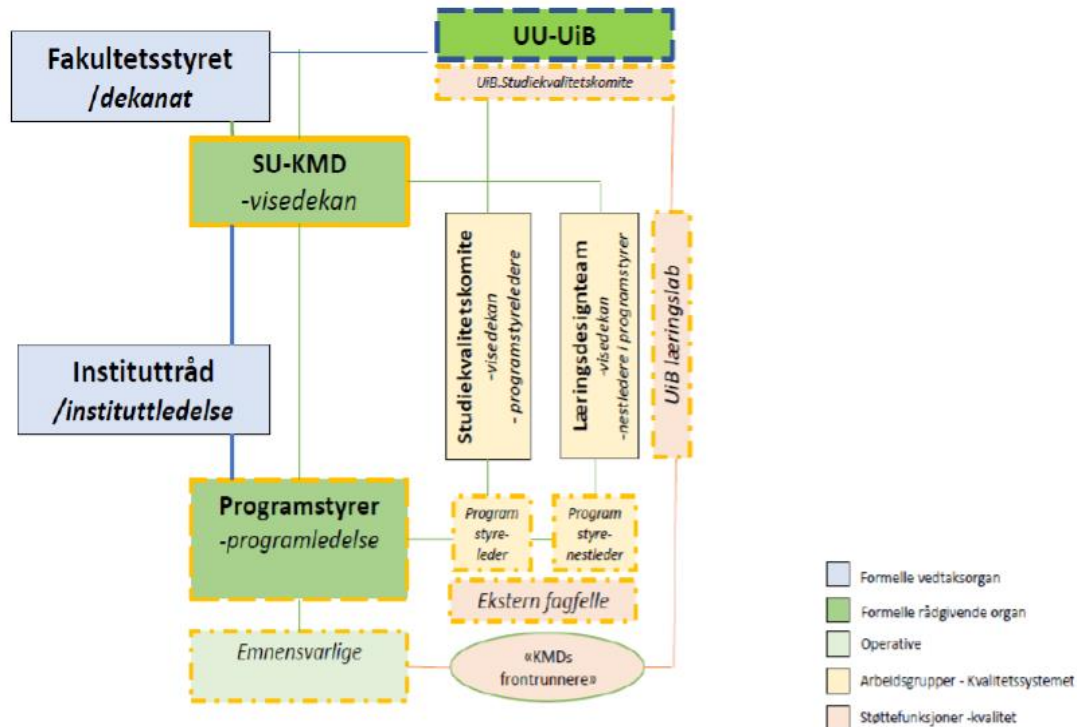 UU-UiB
UiB.Studiekvalitetskomite
Fakultetsstyret
/dekanat
SU-KMD
-visedekan
Studiekvalitetskomite
-visedekan
- programstyreledere
Læringsdesignteam
-visedekan
-nestledere i programstyrer
UiB læringslab
Instituttråd
/instituttledelse
Programstyrer
-programledelse
Program
styre-
leder
Program
styre-
nestleder
Ekstern fagfelle
Emnensvarlige
«KMDs
frontrunnere»
Formelle vedtaksorgan
Formelle rådgivende organ
Operative
Arbeidsgrupper - Kvalitetssystemet
Støttefunksjoner -kvalitet